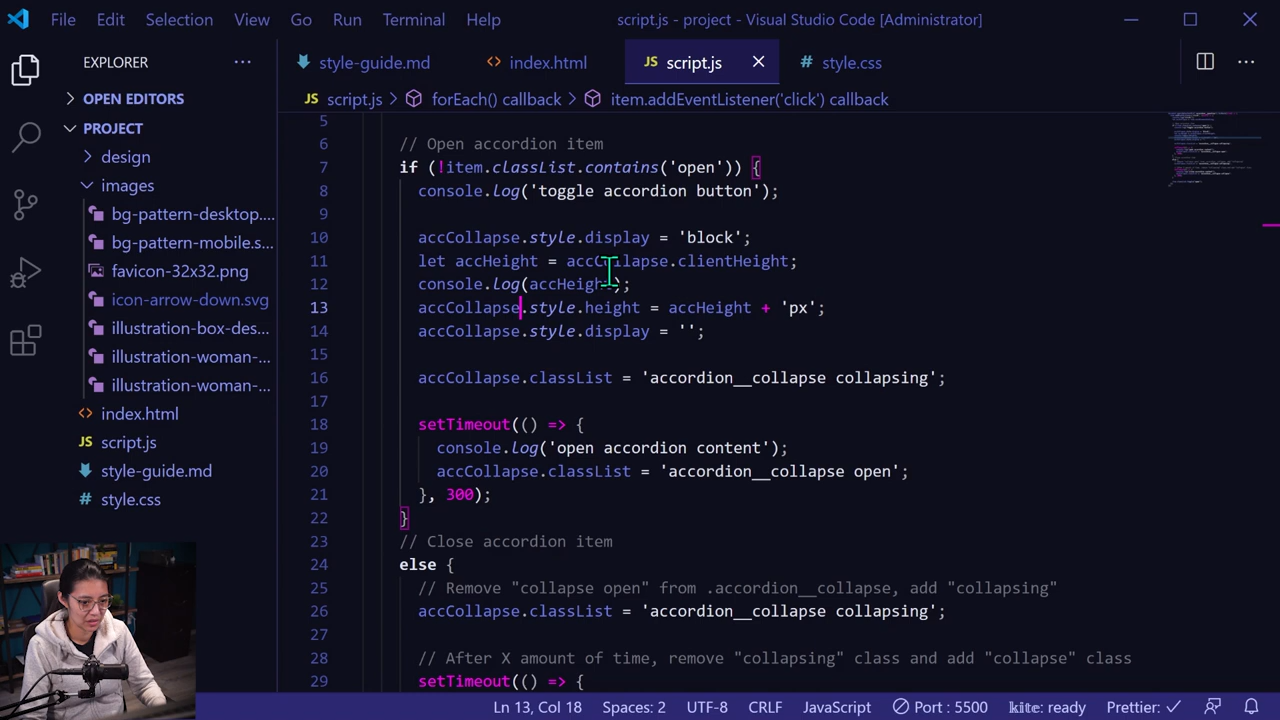 File Edit Selection View Go Run Terminal Help script.js - project - Visual Studio Code [Administrator]
EXPLORER
style-guide.md
index.html
script.js
style.css
OPEN EDITORS
script.js > forEach() callback > item.addEventListener('click') callback
PROJECT
design
images
bg-pattern-desktop....
bg-pattern-mobile.s...
favicon-32x32.png
icon-arrow-down.svg
illustration-box-des...
illustration-woman-...
illustration-woman-...
index.html
script.js
style-guide.md
style.css
5
6 // Open accordion item
7 if (!item.classList.contains('open')) {
8 console.log('toggle accordion button');
9
10 accCollapse.style.display = 'block';
11 let accHeight = accCollapse.clientHeight;
12 console.log(accHeight);
13 accCollapse.style.height = accHeight + 'px';
14 accCollapse.style.display = '';
15
16 accCollapse.classList = 'accordion__collapse collapsing';
17
18 setTimeout(() => {
19 console.log('open accordion content');
20 accCollapse.classList = 'accordion__collapse open';
21 }, 300);
22 }
23 // Close accordion item
24 else {
25 // Remove "collapse open" from .accordion__collapse, add "collapsing"
26 accCollapse.classList = 'accordion__collapse collapsing';
27
28 // After X amount of time, remove "collapsing" class and add "collapse" class
29 setTimeout(() => {
Ln 13, Col 18 Spaces: 2 UTF-8 CRLF JavaScript Port : 5500 kite: ready Prettier: ✓